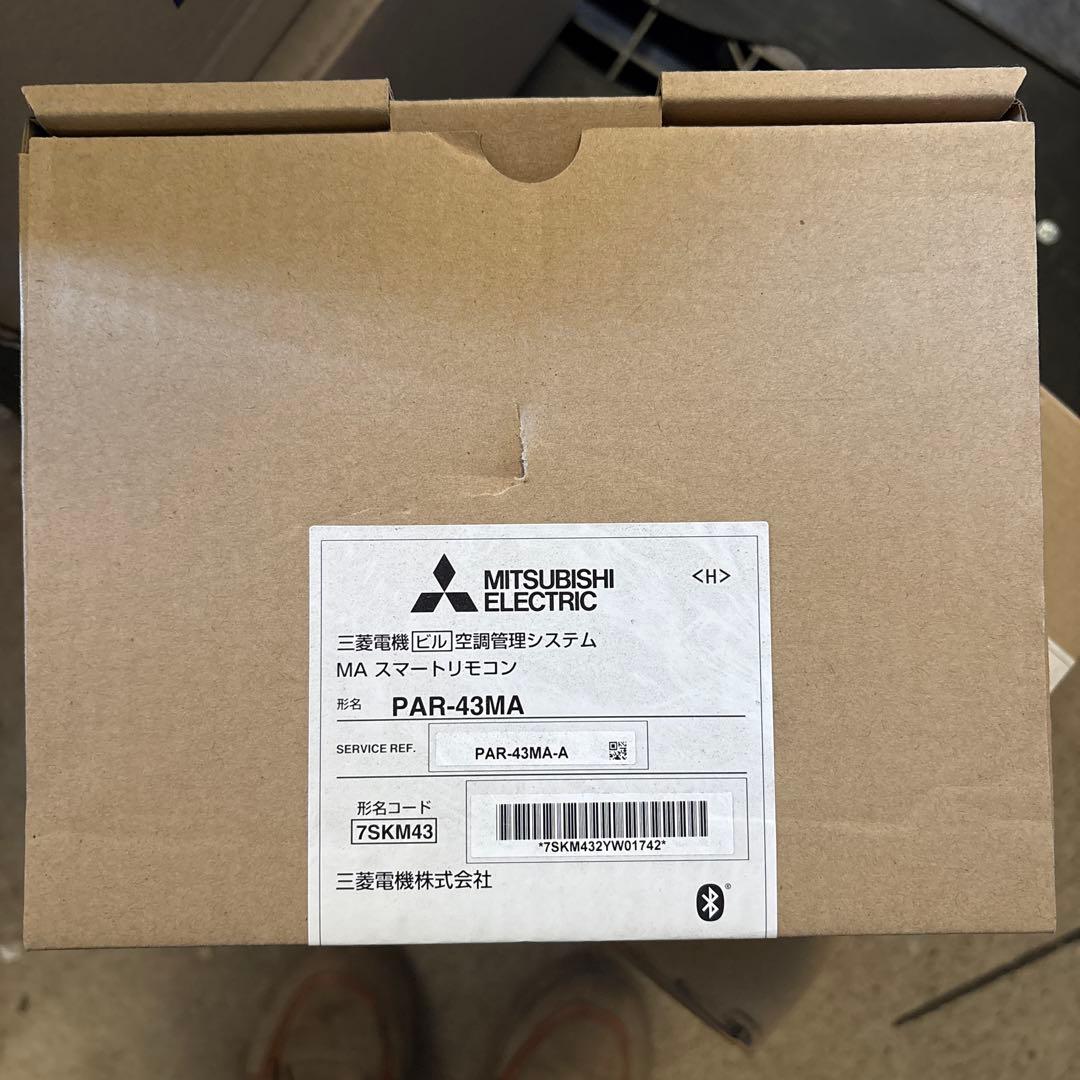 MITSUBISHI
ELECTRIC
<H>
三菱電機 ビル 空調管理システム
MA スマートリモコン
形名 PAR-43MA
SERVICE REF. PAR-43MA-A
形名コード
7SKM43
*7SKM432YW01742*
三菱電機株式会社
®